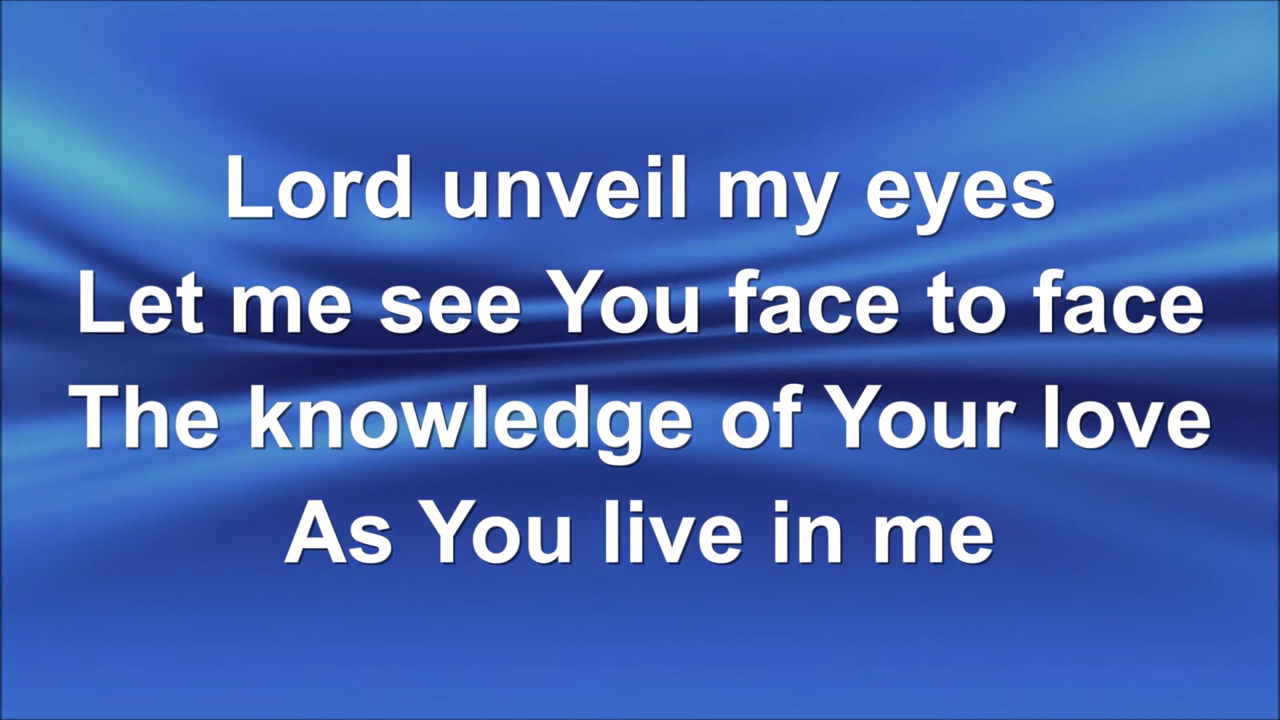 Lord unveil my eyes
Let me see You face to face
The knowledge of Your love
As You live in me